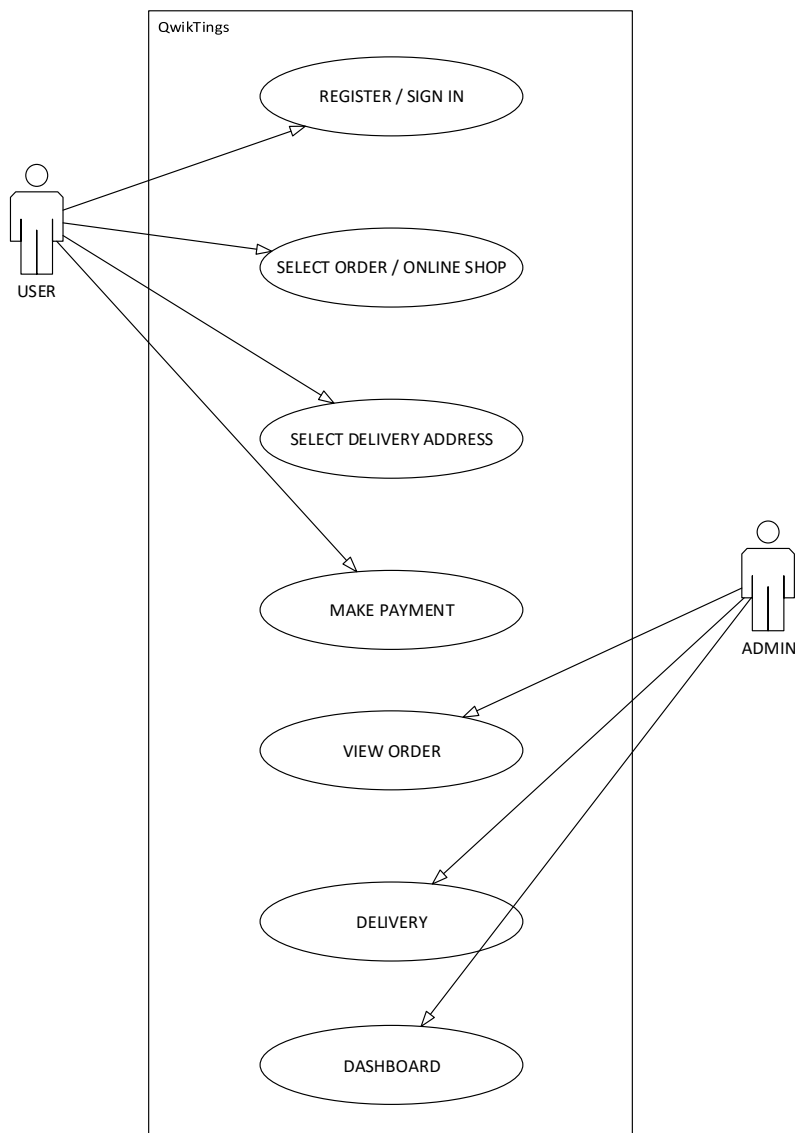 QwikTings
REGISTER / SIGN IN
USER
SELECT ORDER / ONLINE SHOP
SELECT DELIVERY ADDRESS
MAKE PAYMENT
ADMIN
VIEW ORDER
DELIVERY
DASHBOARD